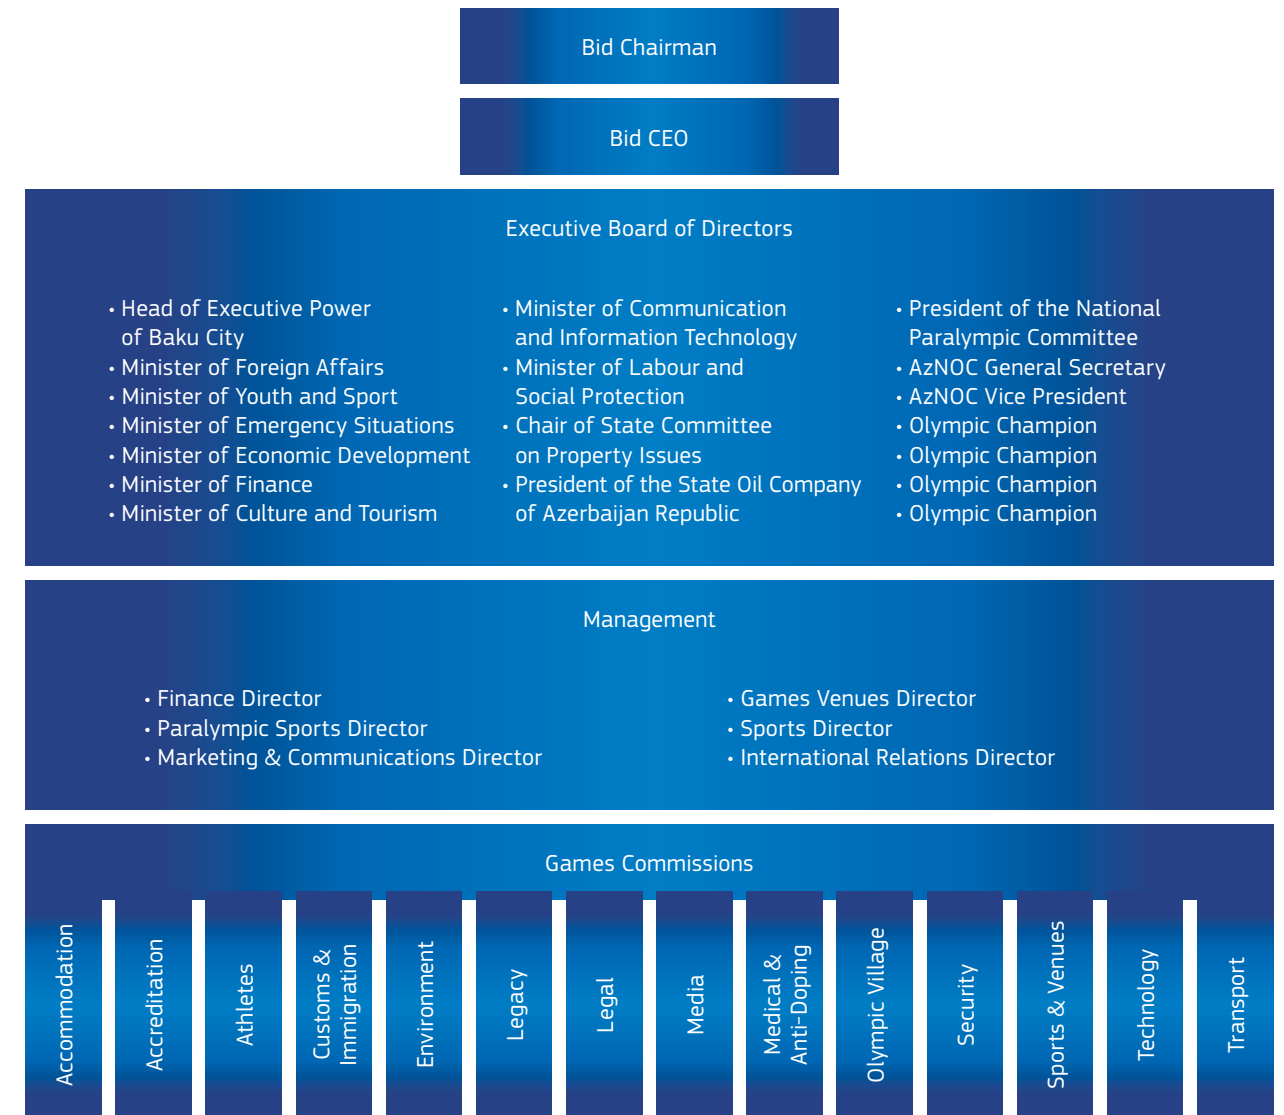 Bid Chairman
Bid CEO
Executive Board of Directors
• Head of Executive Power
of Baku City
• Minister of Foreign Affairs
• Minister of Youth and Sport
• Minister of Emergency Situations
• Minister of Economic Development
• Minister of Finance
• Minister of Culture and Tourism
• Minister of Communication
and Information Technology
• Minister of Labour and
Social Protection
• Chair of State Committee
on Property Issues
• President of the State Oil Company
of Azerbaijan Republic
• President of the National
Paralympic Committee
• AzNOC General Secretary
• AzNOC Vice President
• Olympic Champion
• Olympic Champion
• Olympic Champion
• Olympic Champion
Management
• Finance Director
• Paralympic Sports Director
• Marketing & Communications Director
• Games Venues Director
• Sports Director
• International Relations Director
Games Commissions
Accommodation
Accreditation
Athletes
Customs &
Immigration
Environment
Legacy
Legal
Media
Medical &
Anti-Doping
Olympic Village
Security
Sports & Venues
Technology
Transport